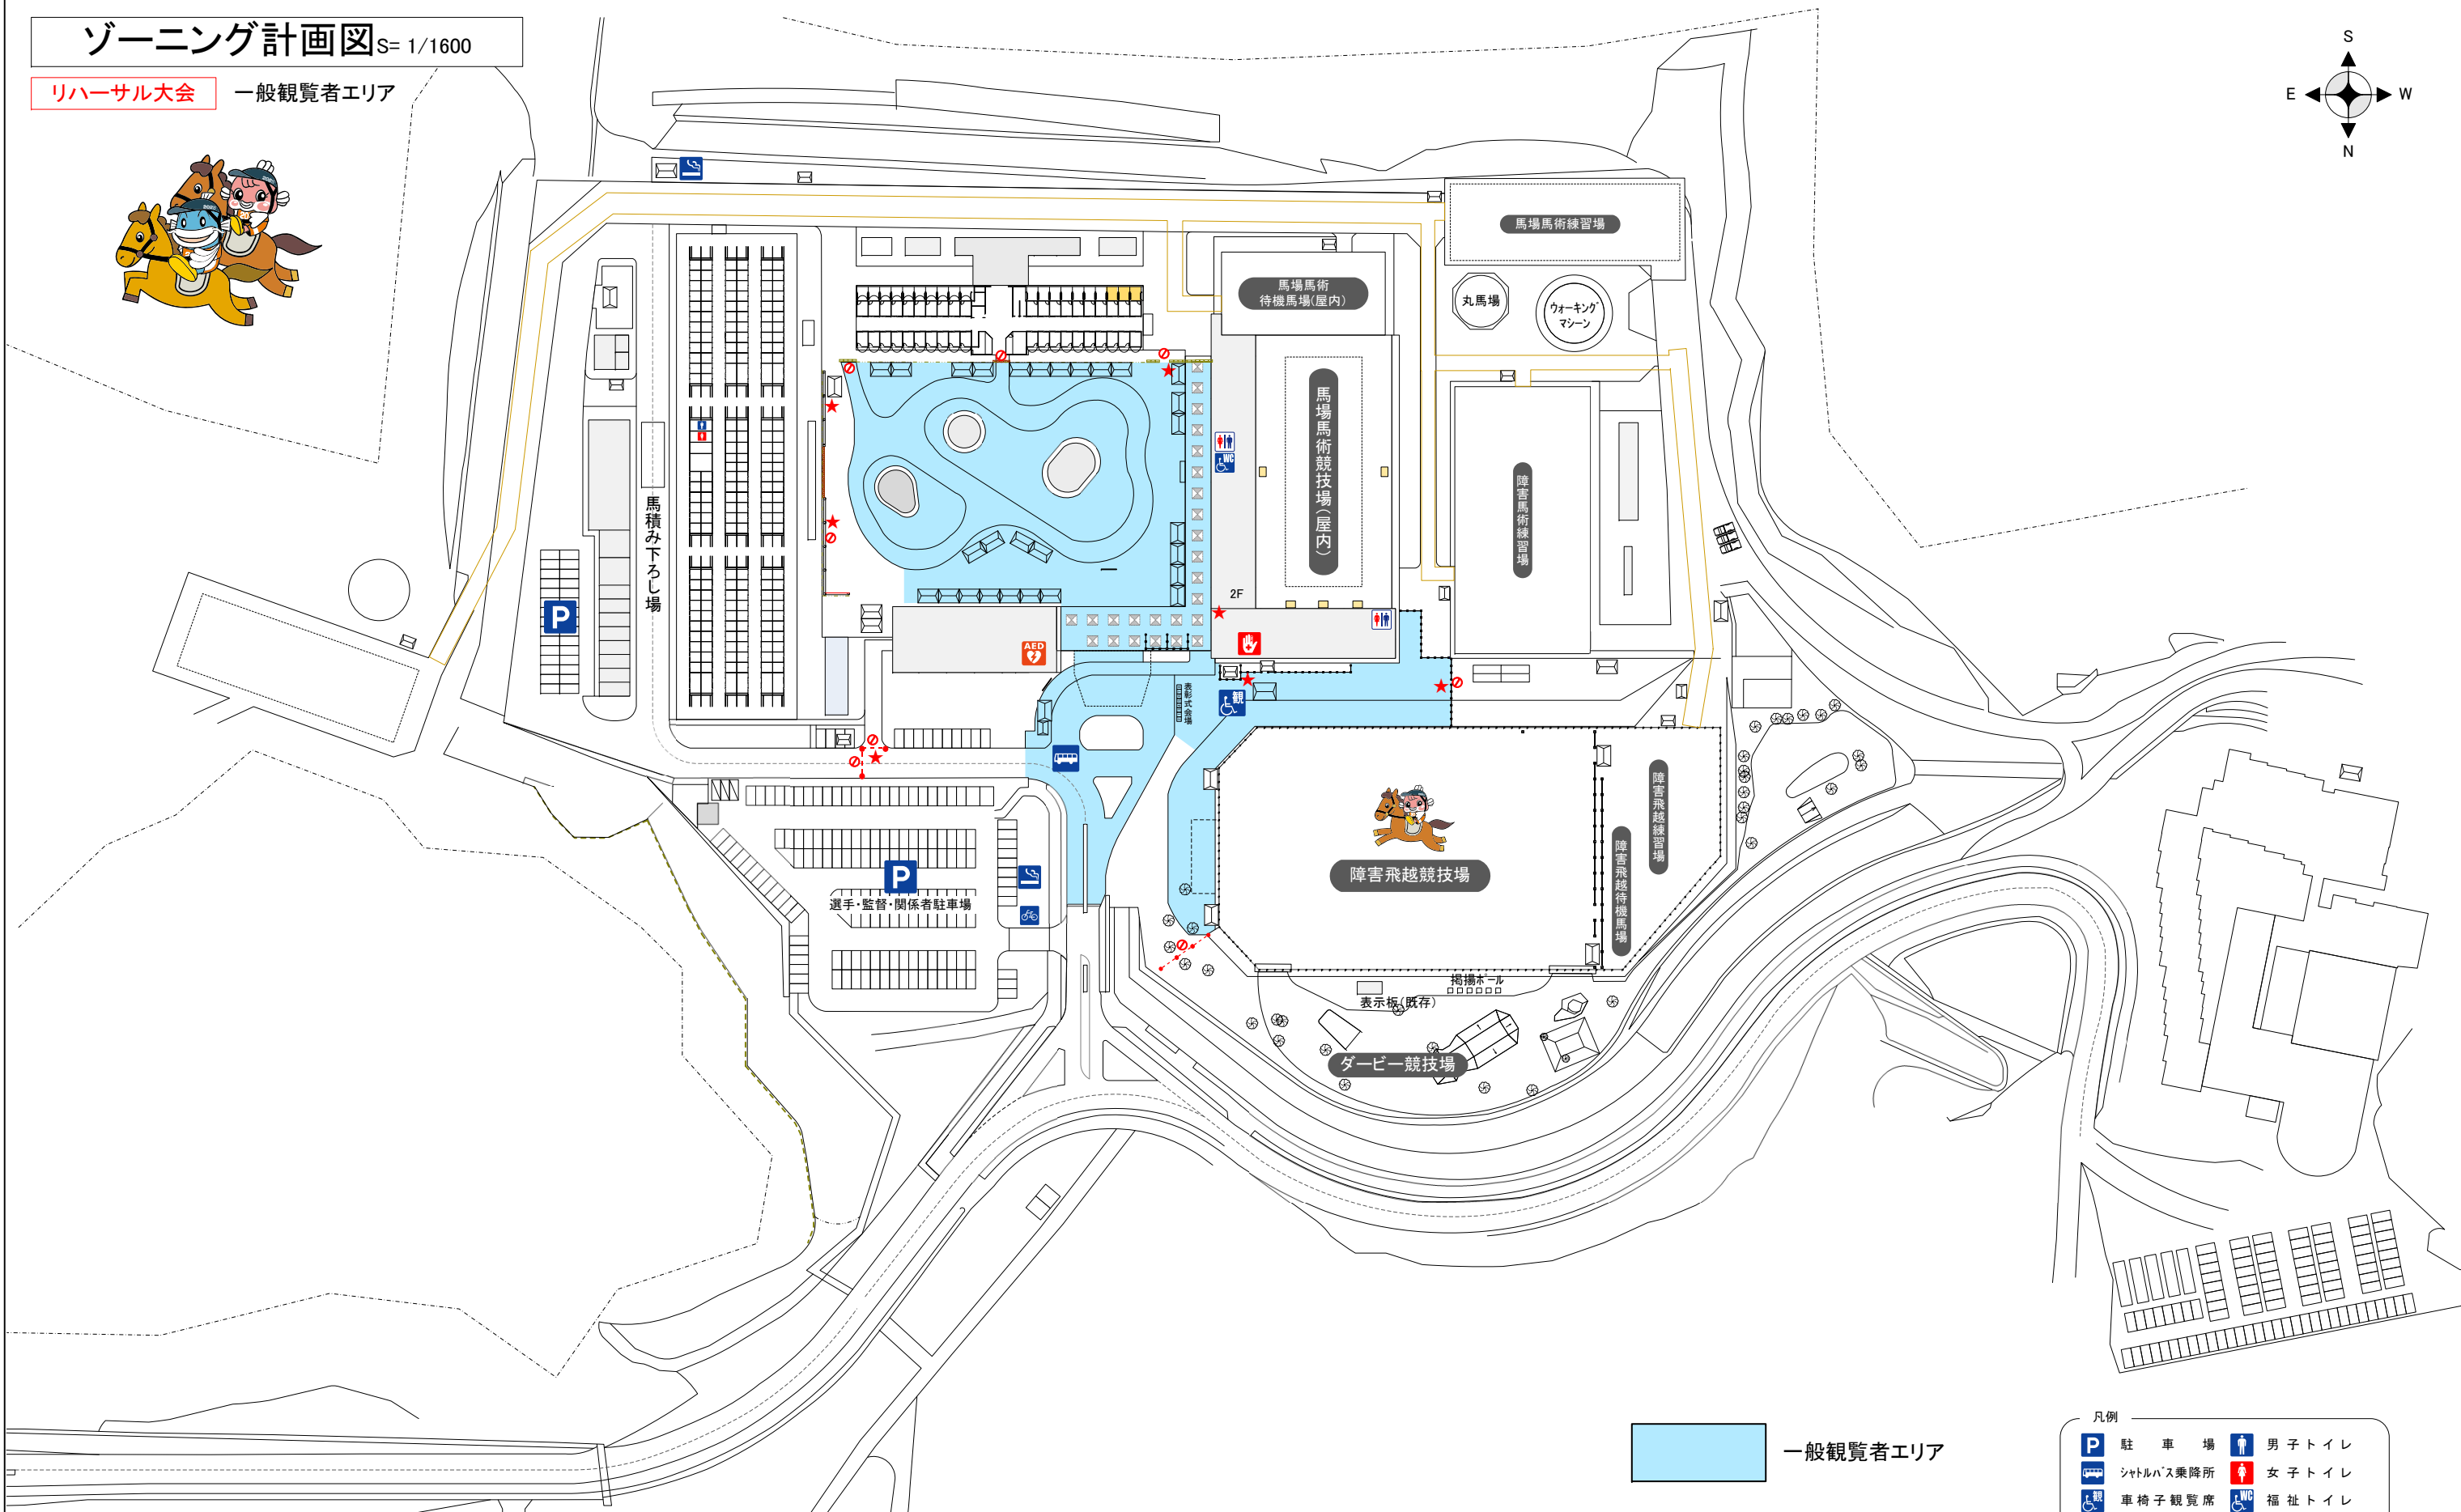 ゾーニング計画図 S= 1/1600
リハーサル大会 一般観覧者エリア
S
E W
N
馬場馬術練習場
馬場馬術
待機馬場(屋内)
丸馬場
ウォーキング
マシーン
馬場馬術競技場(屋内)
障害馬術練習場
馬積み下ろし場
WC
2F
P
AED
観
表彰式会場
P
選手・監督・関係者駐車場
障害飛越競技場
障害飛越練習場
障害飛越待機馬場
掲揚ポール
表示板(既存)
ダービー競技場
一般観覧者エリア
凡例
P 駐車場 男子トイレ
シャトルバス乗降所 女子トイレ
観 車椅子観覧席 WC 福祉トイレ